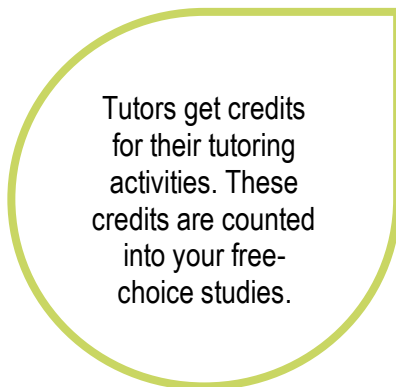 Tutors get credits
for their tutoring
activities. These
credits are counted
into your free-
choice studies.